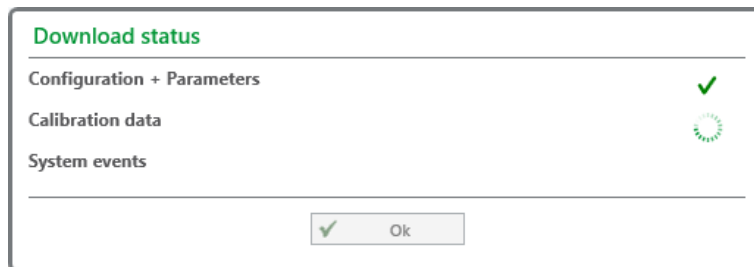 Download status
Configuration + Parameters
Calibration data
System events
Ok